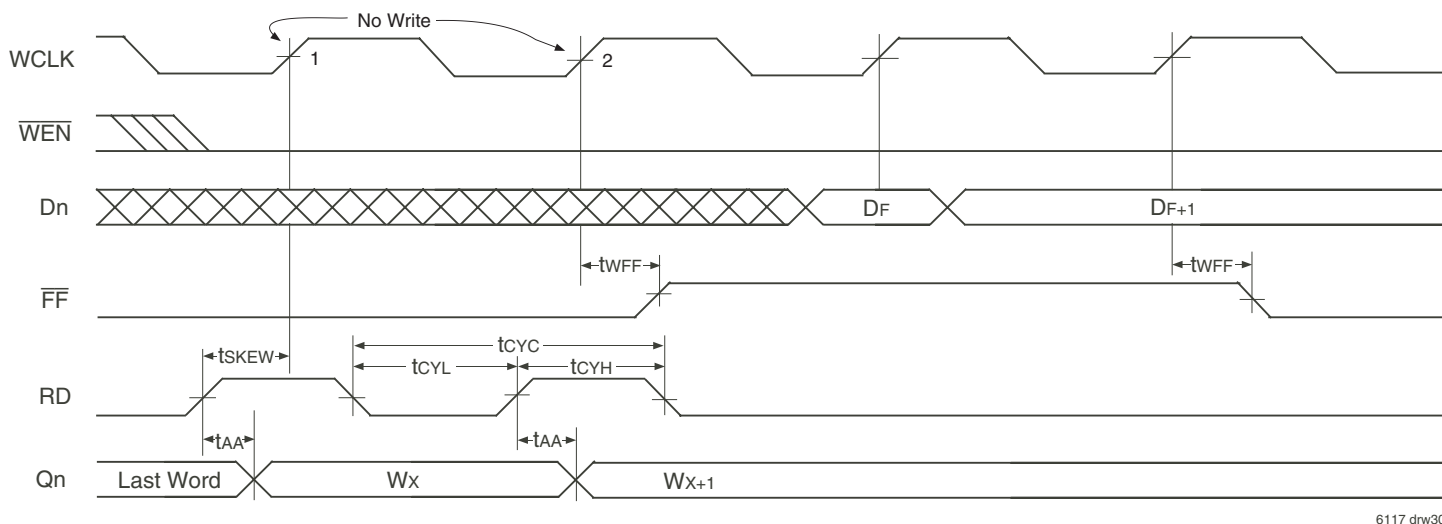 No Write
WCLK
1
2
WEN
Dn
DF
DF+1
tWFF
tWFF
FF
tSKEW
tCYC
tCYL
tCYH
RD
tAA
tAA
Qn
Last Word
WX
WX+1
6117 drw30